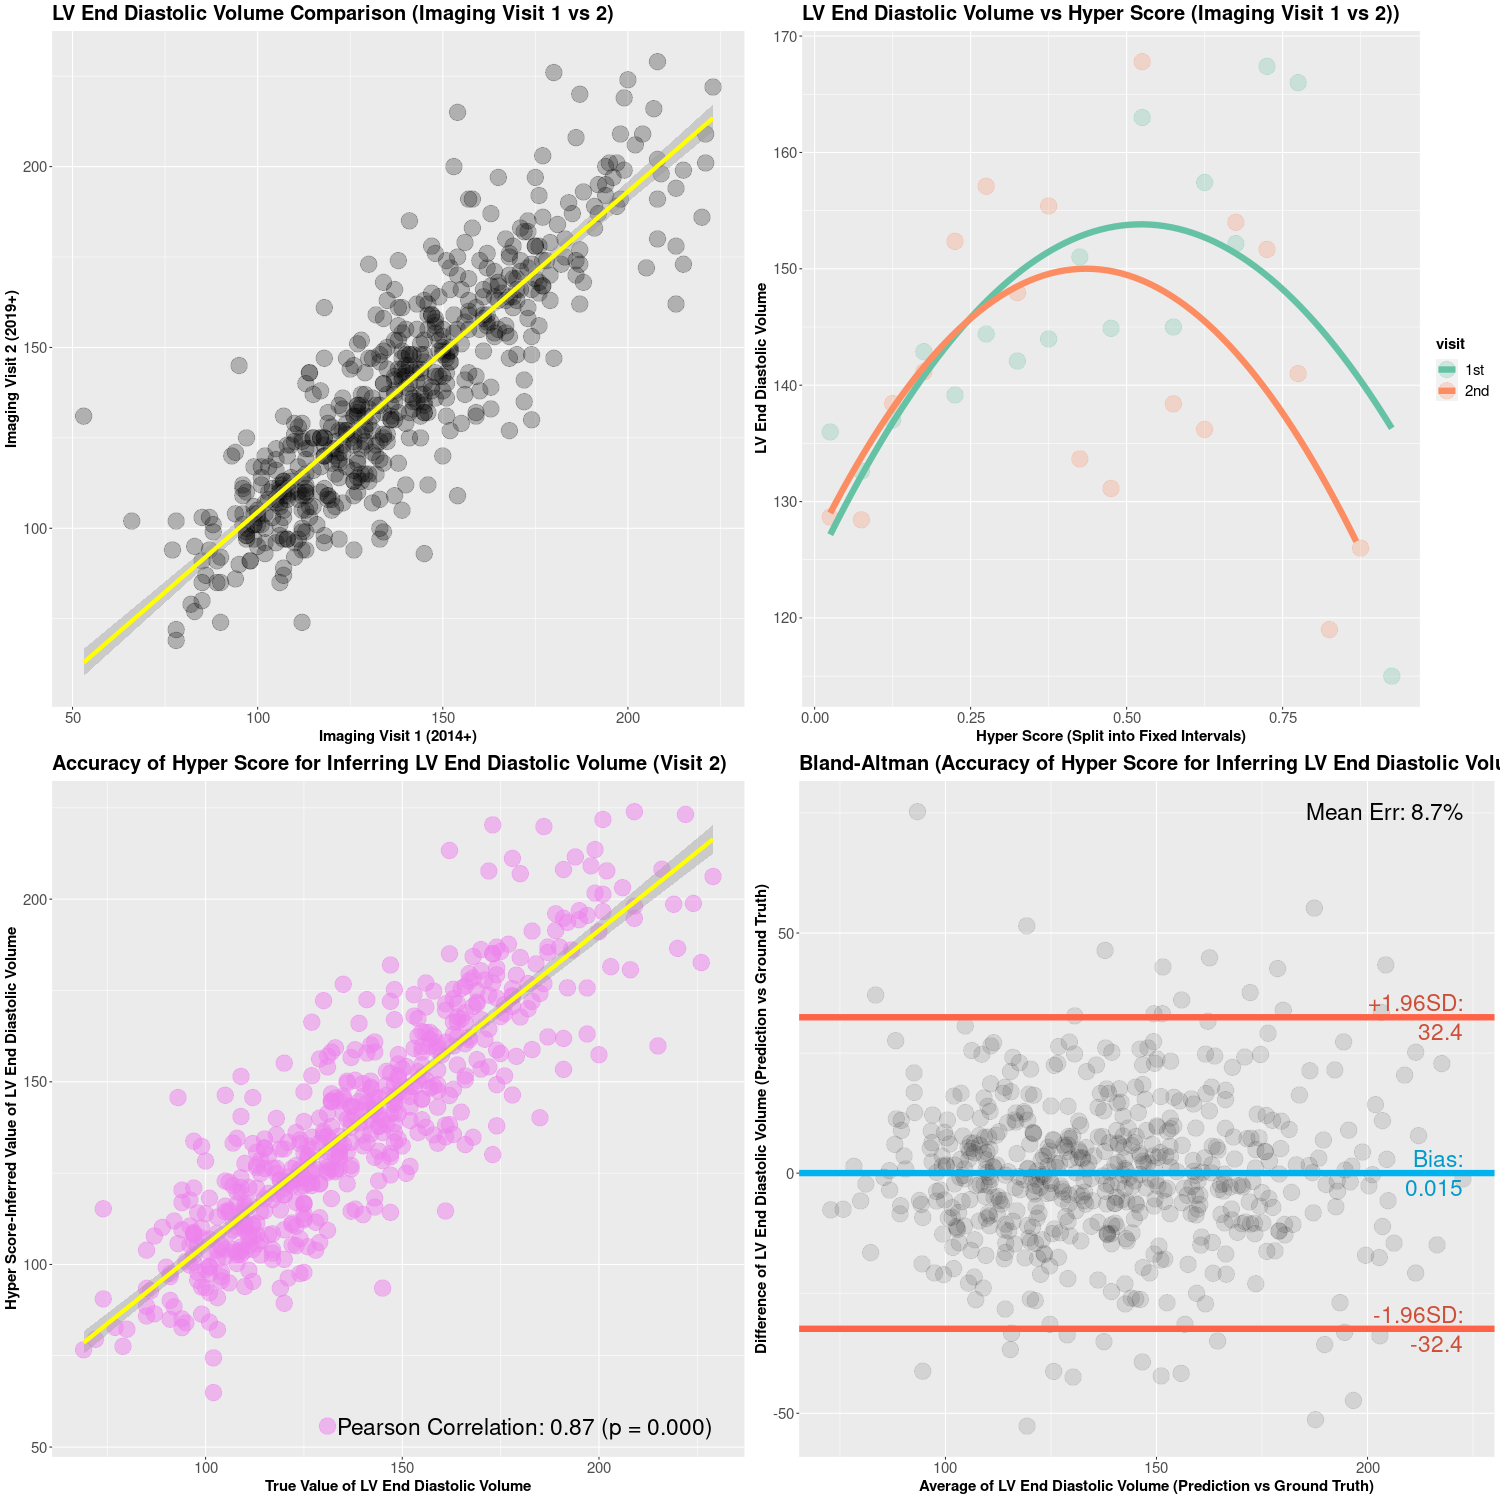 LV End Diastolic Volume Comparison (Imaging Visit 1 vs 2)
Imaging Visit 2 (2019+)
200
150
100
50
100
150
200
Imaging Visit 1 (2014+)
LV End Diastolic Volume vs Hyper Score (Imaging Visit 1 vs 2))
LV End Diastolic Volume
170
160
150
140
130
120
0.00
0.25
0.50
0.75
Hyper Score (Split into Fixed Intervals)
visit
1st
2nd
Accuracy of Hyper Score for Inferring LV End Diastolic Volume (Visit 2)
Hyper Score-Inferred Value of LV End Diastolic Volume
200
150
100
50
Pearson Correlation: 0.87 (p = 0.000)
100
150
200
True Value of LV End Diastolic Volume
Bland-Altman (Accuracy of Hyper Score for Inferring LV End Diastolic Volu
Difference of LV End Diastolic Volume (Prediction vs Ground Truth)
50
0
-50
Mean Err: 8.7%
+1.96SD:
32.4
Bias:
0.015
-1.96SD:
-32.4
100
150
200
Average of LV End Diastolic Volume (Prediction vs Ground Truth)